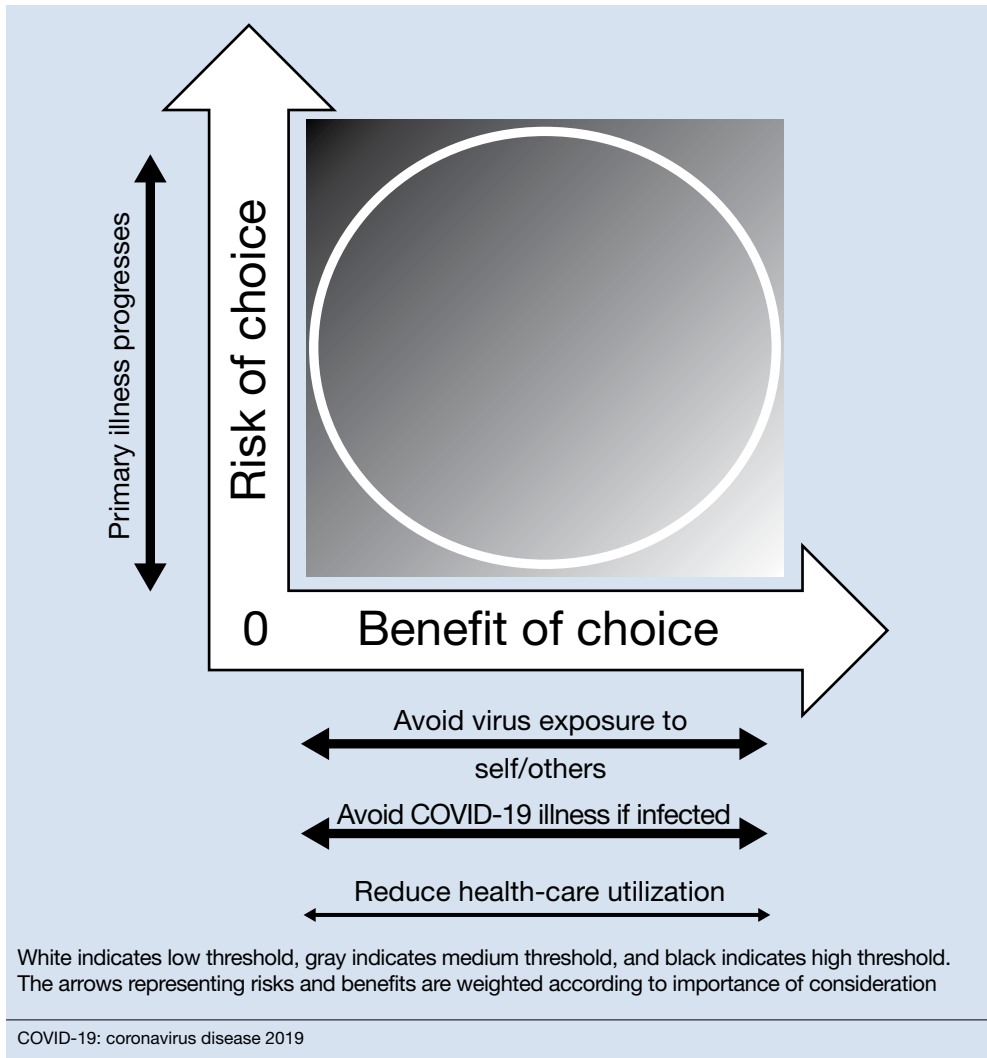 Primary illness progresses
Risk of choice
0
Benefit of choice
Avoid virus exposure to
self/others
Avoid COVID-19 illness if infected
Reduce health-care utilization
White indicates low threshold, gray indicates medium threshold, and black indicates high threshold.
The arrows representing risks and benefits are weighted according to importance of consideration
COVID-19: coronavirus disease 2019